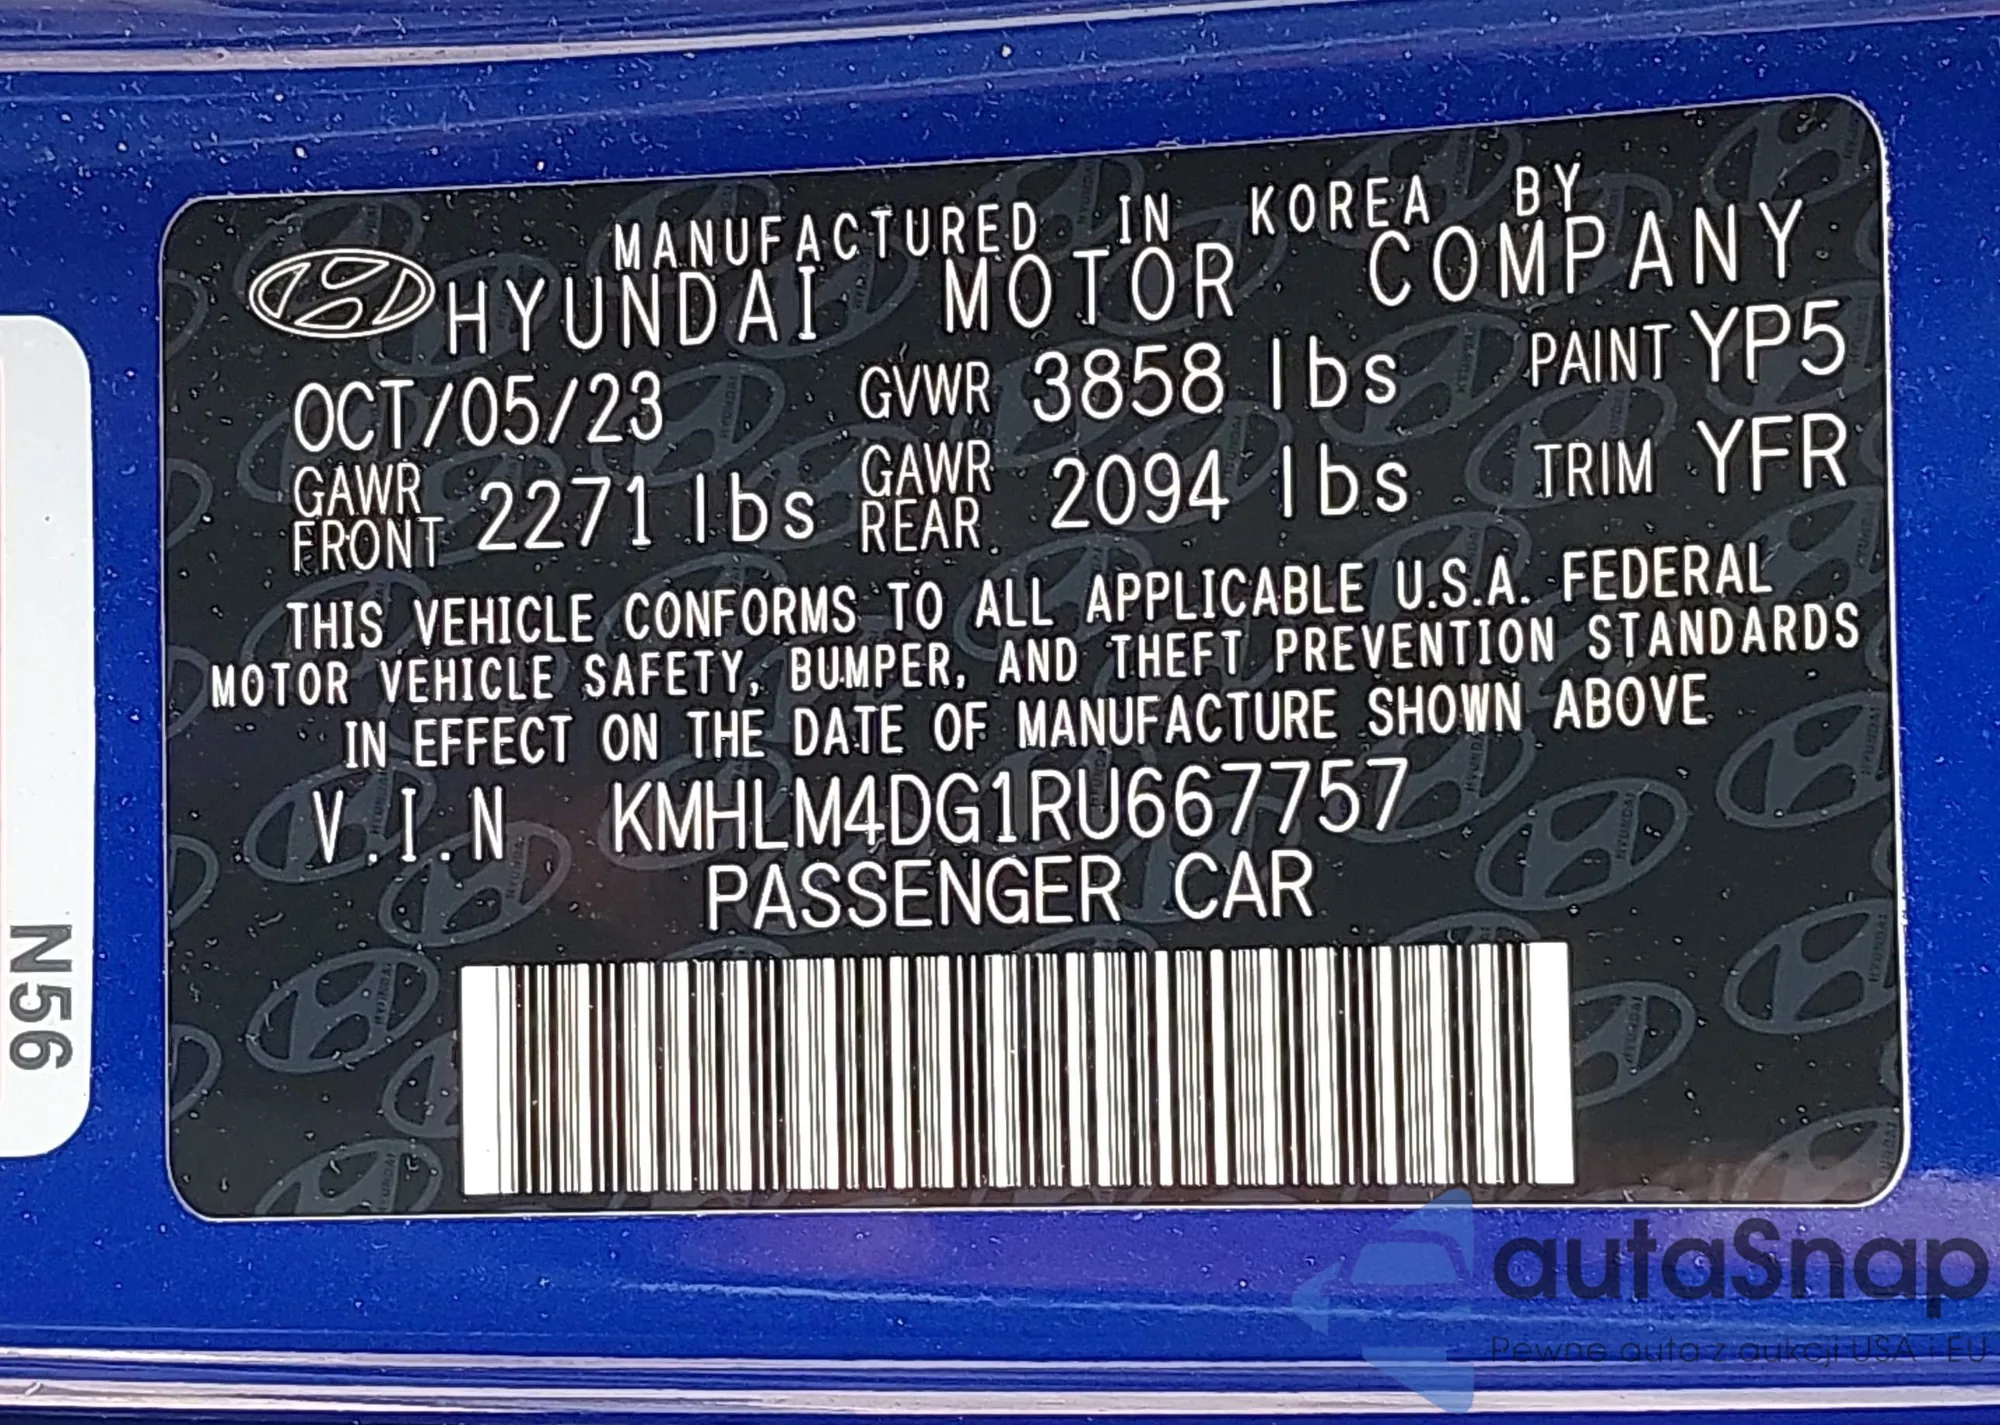 MANUFACTURED IN KOREA BY
HYUNDAI MOTOR COMPANY
OCT/05/23 GVWR 3858 lbs PAINT YP5
GAWR FRONT 2271 lbs GAWR REAR 2094 lbs TRIM YFR
THIS VEHICLE CONFORMS TO ALL APPLICABLE U.S.A. FEDERAL
MOTOR VEHICLE SAFETY, BUMPER, AND THEFT PREVENTION STANDARDS
IN EFFECT ON THE DATE OF MANUFACTURE SHOWN ABOVE
V.I.N KMHLM4DG1RU667757
PASSENGER CAR
N56
autaSnap
Pewne auta z aukcji USA i EU